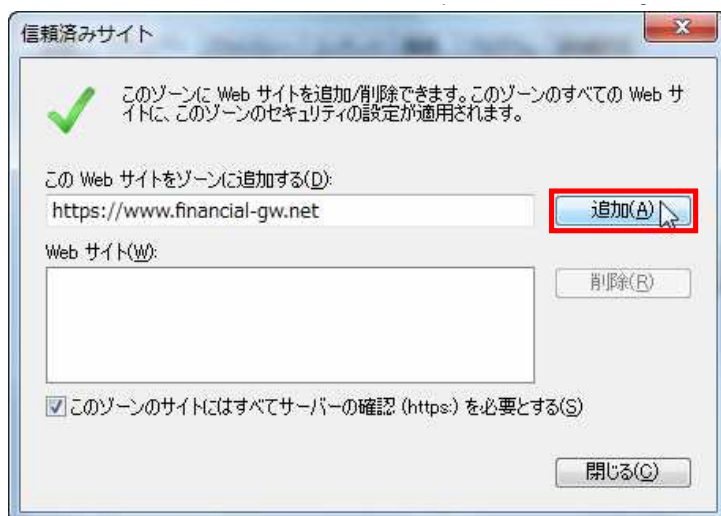 信頼済みサイト
このゾーンに Web サイトを追加/削除できます。このゾーンのすべての Web サ
イトに、このゾーンのセキュリティの設定が適用されます。
この Web サイトをゾーンに追加する(D):
https://www.financial-gw.net
追加(A)
Web サイト(W):
削除(R)
このゾーンのサイトにはすべてサーバーの確認 (https:) を必要とする(S)
閉じる(C)